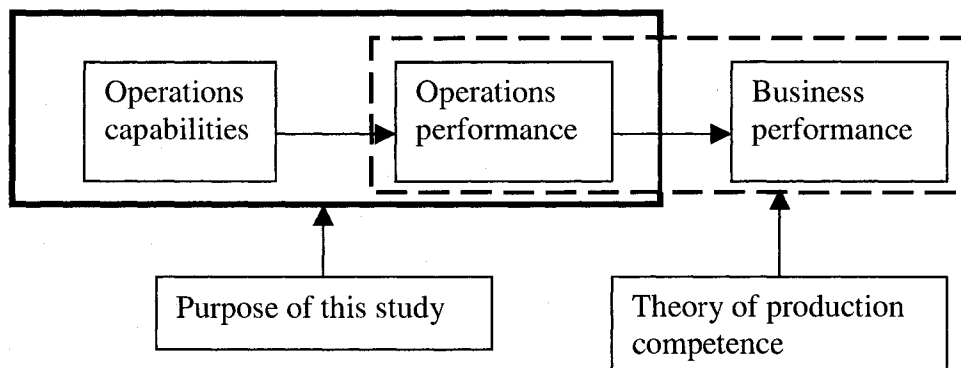 Operations
capabilities
Operations
performance
Business
performance
Purpose of this study
Theory of production
competence